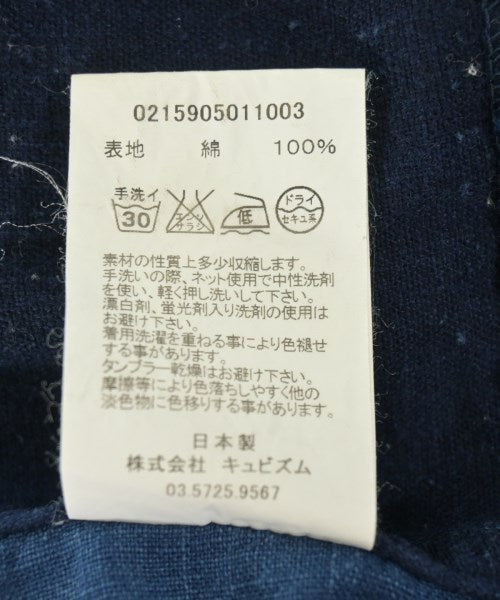 0215905011003
表地 綿 100%
手洗イ
30 エンソサラシ 低 ドライ セキユ系
素材の性質上多少収縮します。
手洗いの際、ネット使用で中性洗剤
を使い、軽く押し洗いして下さい。
漂白剤、蛍光剤入り洗剤の使用は
お避け下さい。
着用洗濯を重ねる事により色褪せ
する事があります。
タンブラー乾燥はお避け下さい。
摩擦等により色落ちしやすく他の
淡色物に色移りする事があります。
日本製
株式会社 キュビズム
03.5725.9567